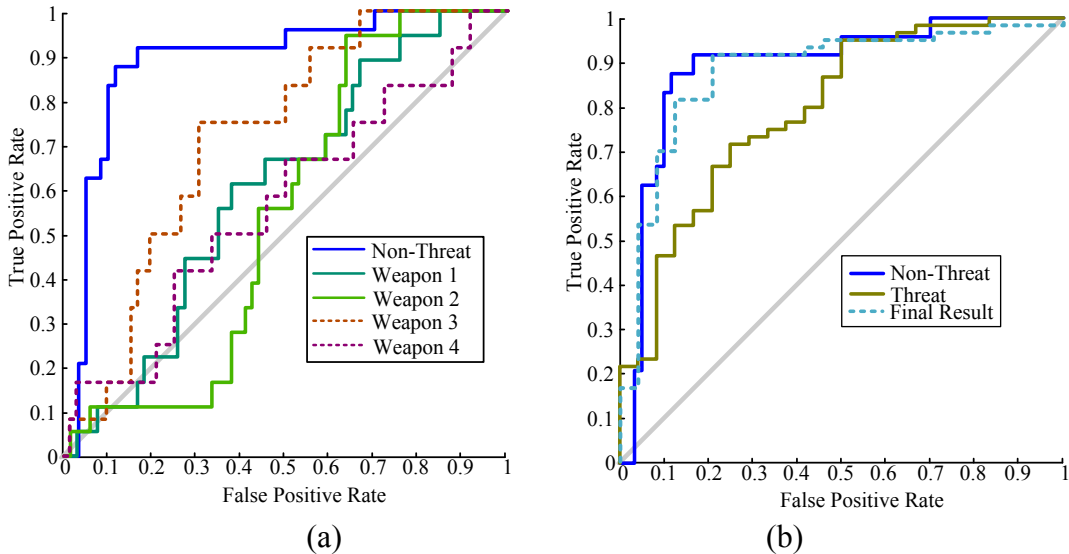 1
0.9
0.8
0.7
0.6
0.5
0.4
0.3
0.2
0.1
0
True Positive Rate
Non-Threat
Weapon 1
Weapon 2
Weapon 3
Weapon 4
0 0.1 0.2 0.3 0.4 0.5 0.6 0.7 0.8 0.9 1
False Positive Rate
(a)
1
0.9
0.8
0.7
0.6
0.5
0.4
0.3
0.2
0.1
0
True Positive Rate
Non-Threat
Threat
Final Result
0 0.1 0.2 0.3 0.4 0.5 0.6 0.7 0.8 0.9 1
False Positive Rate
(b)